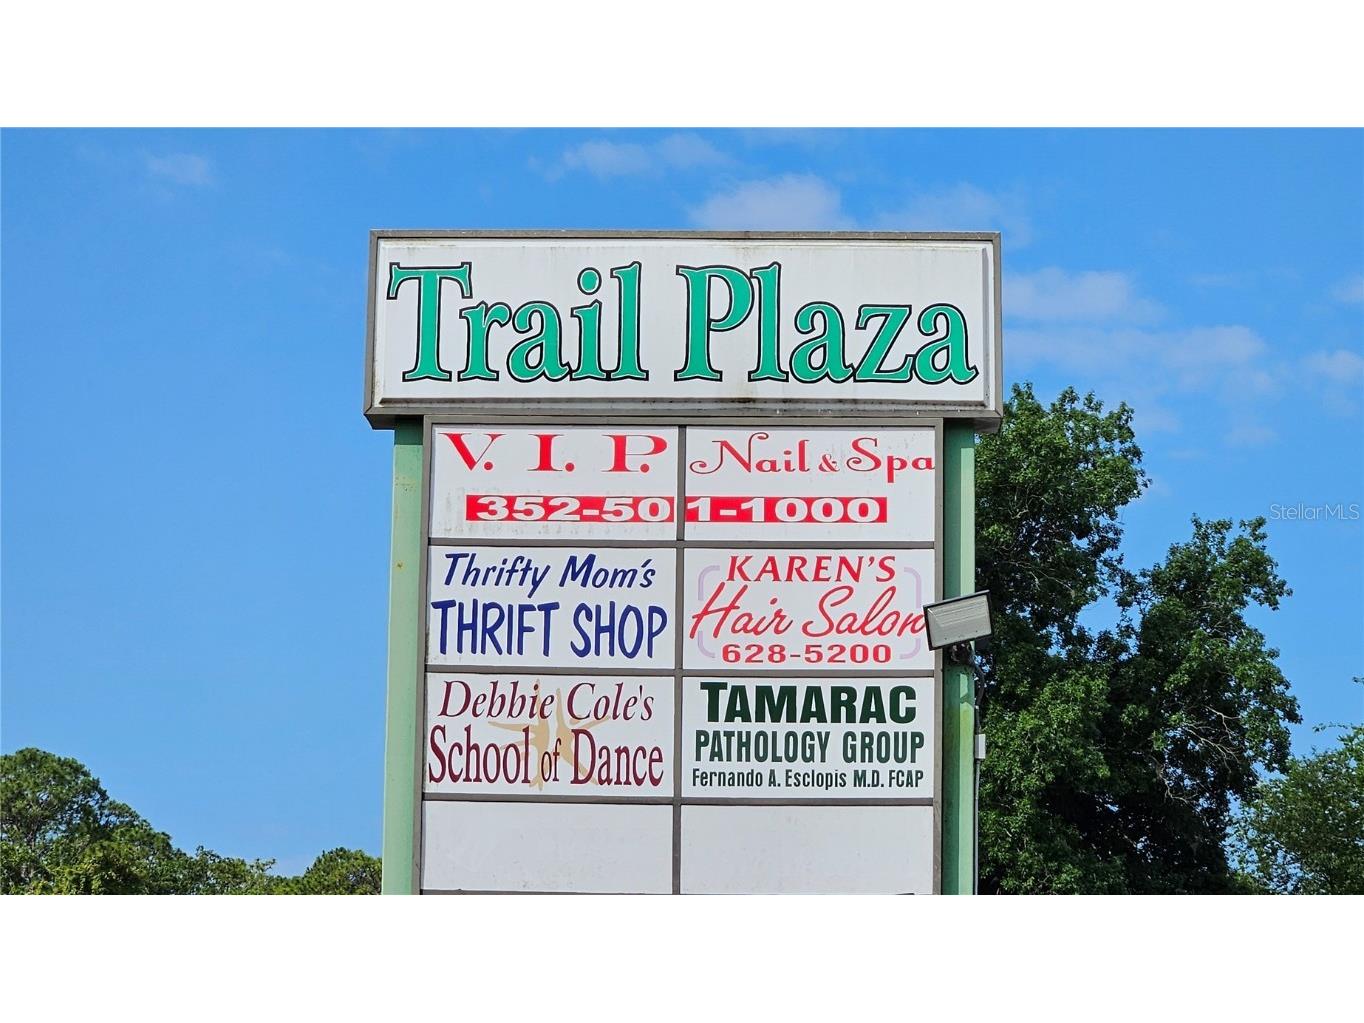 Trail Plaza
V. I. P. Nail & Spa
352-501-1000
Thrifty Mom's
THRIFT SHOP
KAREN'S
Hair Salon
628-5200
Debbie Cole's
School of Dance
TAMARAC
PATHOLOGY GROUP
Fernando A. Esclopis M.D. FCAP
StellarMLS